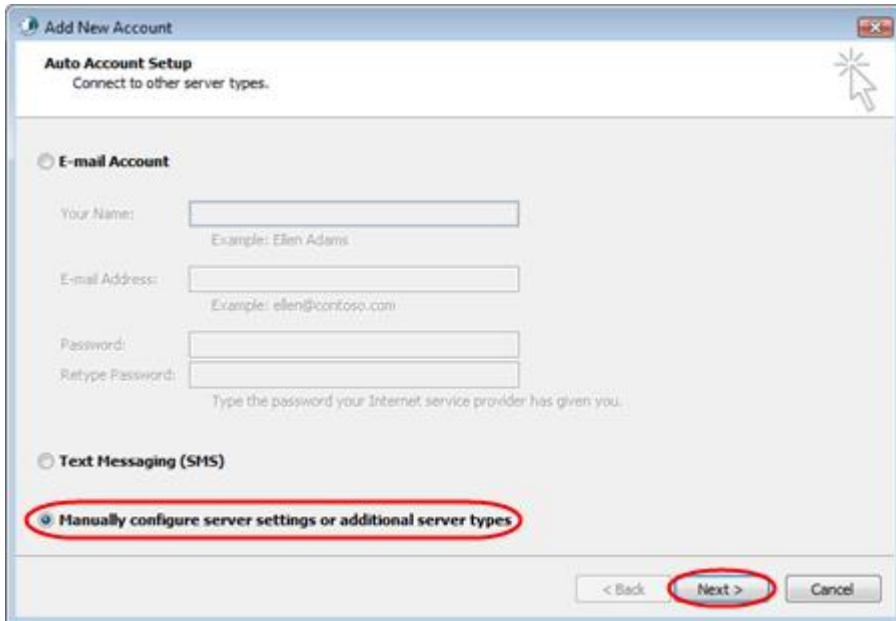 Add New Account
Auto Account Setup
Connect to other server types.
E-mail Account
Your Name:
Example: Ellen Adams
E-mail Address:
Example: ellen@contoso.com
Password:
Retype Password:
Type the password your Internet service provider has given you.
Text Messaging (SMS)
Manually configure server settings or additional server types
< Back Next > Cancel